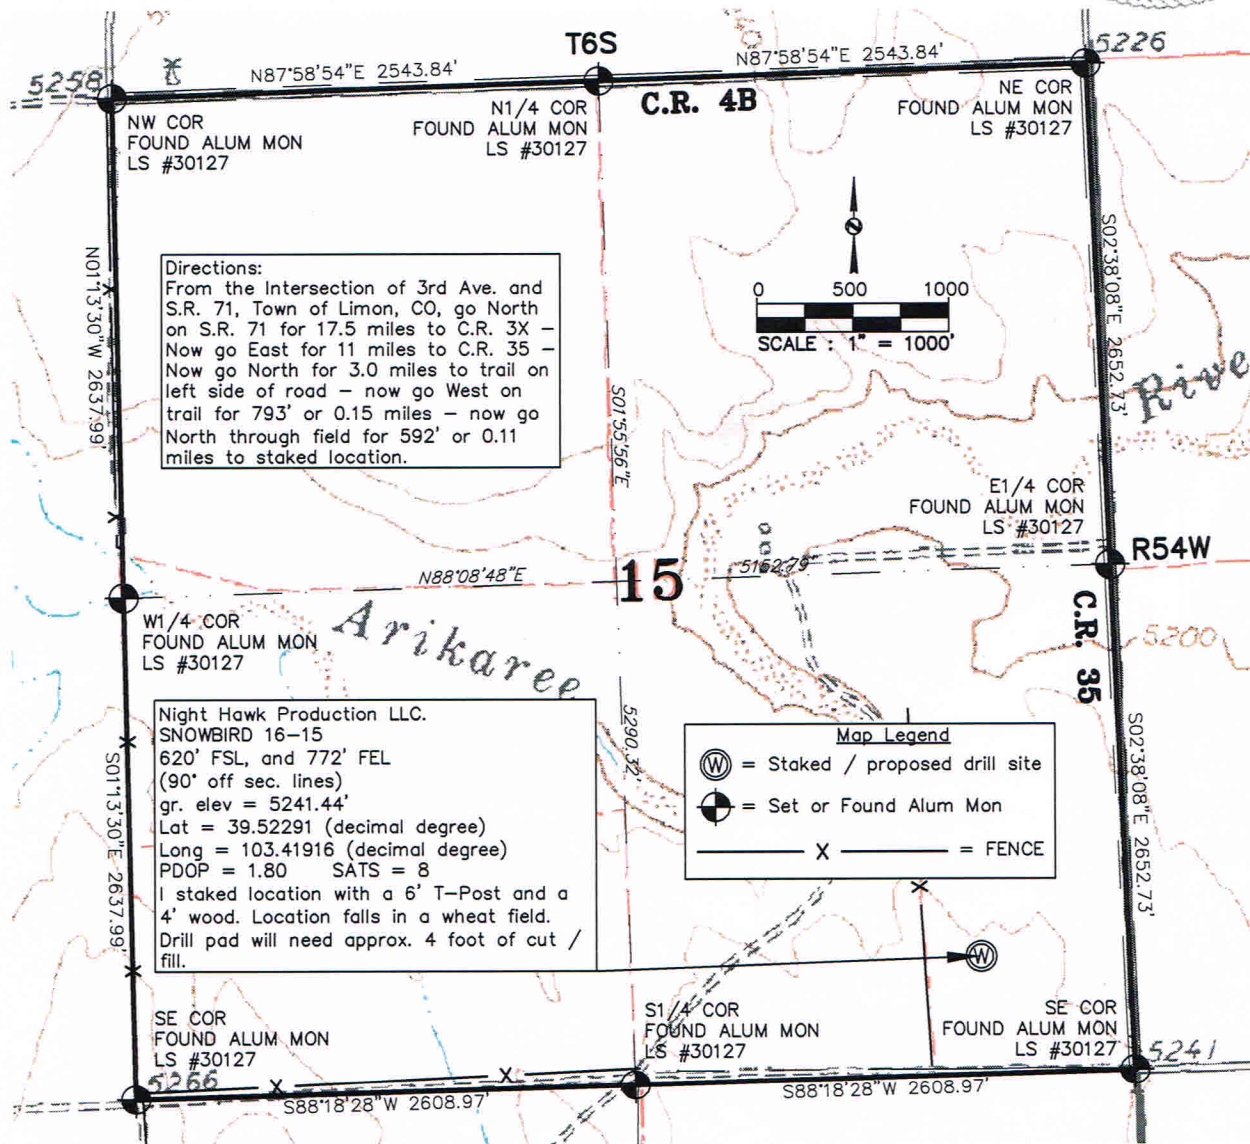 T6S
5258
N87°58'54"E 2543.84'
N87°58'54"E 2543.84'
5226
C.R. 4B
NW COR
FOUND ALUM MON
LS #30127
N1/4 COR
FOUND ALUM MON
LS #30127
NE COR
FOUND ALUM MON
LS #30127
N01°13'30"W 2637.99'
Directions:
From the Intersection of 3rd Ave. and
S.R. 71, Town of Limon, CO, go North
on S.R. 71 for 17.5 miles to C.R. 3X –
Now go East for 11 miles to C.R. 35 –
Now go North for 3.0 miles to trail on
left side of road – now go West on
trail for 793' or 0.15 miles – now go
North through field for 592' or 0.11
miles to staked location.
N
0 500 1000
SCALE : 1" = 1000'
S02°38'08"E 2652.73'
S01°55'56"E
Rive
E1/4 COR
FOUND ALUM MON
LS #30127
R54W
N88°08'48"E
15
5152.79'
W1/4 COR
FOUND ALUM MON
LS #30127
Arikaree
C.R. 35
5200
S01°13'30"E 2637.99'
Night Hawk Production LLC.
SNOWBIRD 16–15
620' FSL, and 772' FEL
(90° off sec. lines)
gr. elev = 5241.44'
Lat = 39.52291 (decimal degree)
Long = 103.41916 (decimal degree)
PDOP = 1.80 SATS = 8
I staked location with a 6' T–Post and a
4' wood. Location falls in a wheat field.
Drill pad will need approx. 4 foot of cut /
fill.
5290.32'
Map Legend
W = Staked / proposed drill site
= Set or Found Alum Mon
X = FENCE
S02°38'08"E 2652.73'
W
SE COR
FOUND ALUM MON
LS #30127
S1/4 COR
FOUND ALUM MON
LS #30127
SE COR
FOUND ALUM MON
LS #30127
5266
S88°18'28"W 2608.97'
S88°18'28"W 2608.97'
5241